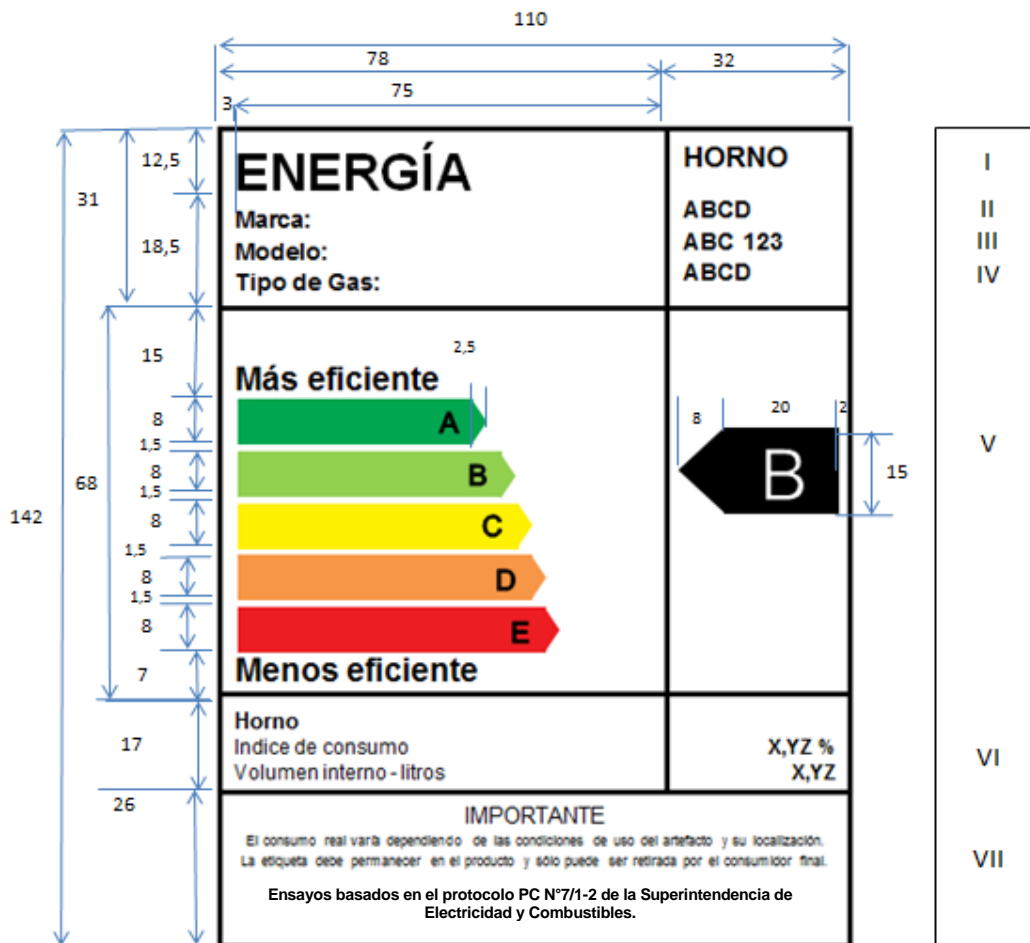 110
78
32
75
3
ENERGÍA
HORNO
I
Marca:
ABCD
II
Modelo:
ABC 123
III
Tipo de Gas:
ABCD
IV
12,5
31
18,5
15
2,5
Más eficiente
A
8
1,5
B
8
1,5
C
8
1,5
D
8
1,5
E
8
68
142
7
Menos eficiente
8
20
2
B
15
V
Horno
Indice de consumo
X,YZ %
Volumen interno - litros
X,YZ
17
VI
26
IMPORTANTE
El consumo real varía dependiendo de las condiciones de uso del artefacto y su localización.
La etiqueta debe permanecer en el producto y sólo puede ser retirada por el consumidor final.
VII
Ensayos basados en el protocolo PC N°7/1-2 de la Superintendencia de
Electricidad y Combustibles.